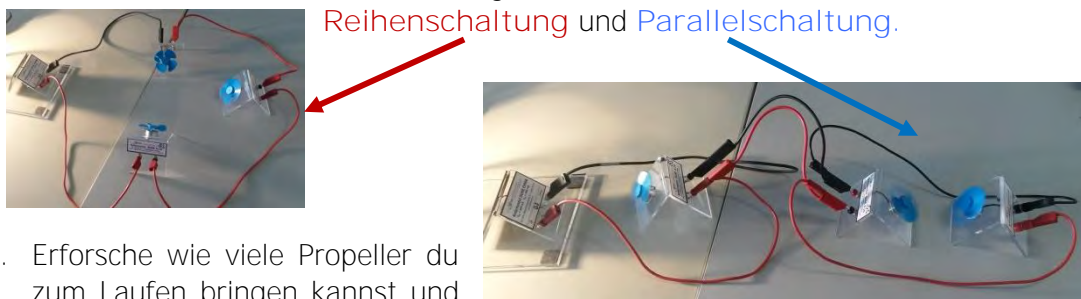 Reihenschaltung und Parallelschaltung.
. Erforsche wie viele Propeller du
zum Laufen bringen kannst und